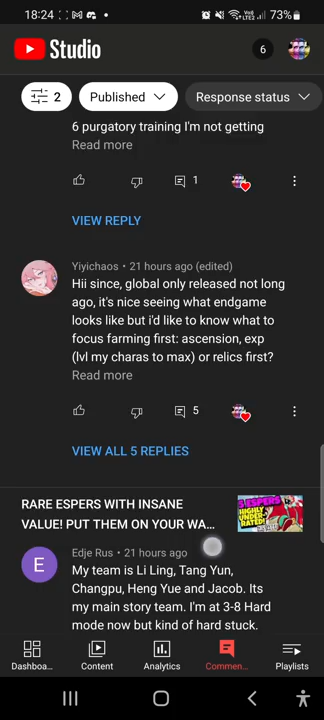 18:24
73%
Studio
6
2
Published
Response status
6 purgatory training I'm not getting
Read more
1
VIEW REPLY
Yiyichaos • 21 hours ago (edited)
Hii since, global only released not long
ago, it's nice seeing what endgame
looks like but i'd like to know what to
focus farming first: ascension, exp
(lvl my charas to max) or relics first?
Read more
5
VIEW ALL 5 REPLIES
RARE ESPERS WITH INSANE
VALUE! PUT THEM ON YOUR WA...
5 ESPERS
HIGHLY
UNDER-
RATED!
E
Edje Rus • 21 hours ago
My team is Li Ling, Tang Yun,
Changpu, Heng Yue and Jacob. Its
my main story team. I'm at 3-8 Hard
mode now but kind of hard stuck.
Dashboa...
Content
Analytics
Commen...
Playlists